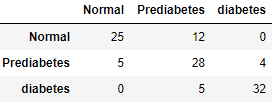 Normal Prediabetes diabetes
Normal 25 12 0
Prediabetes 5 28 4
diabetes 0 5 32